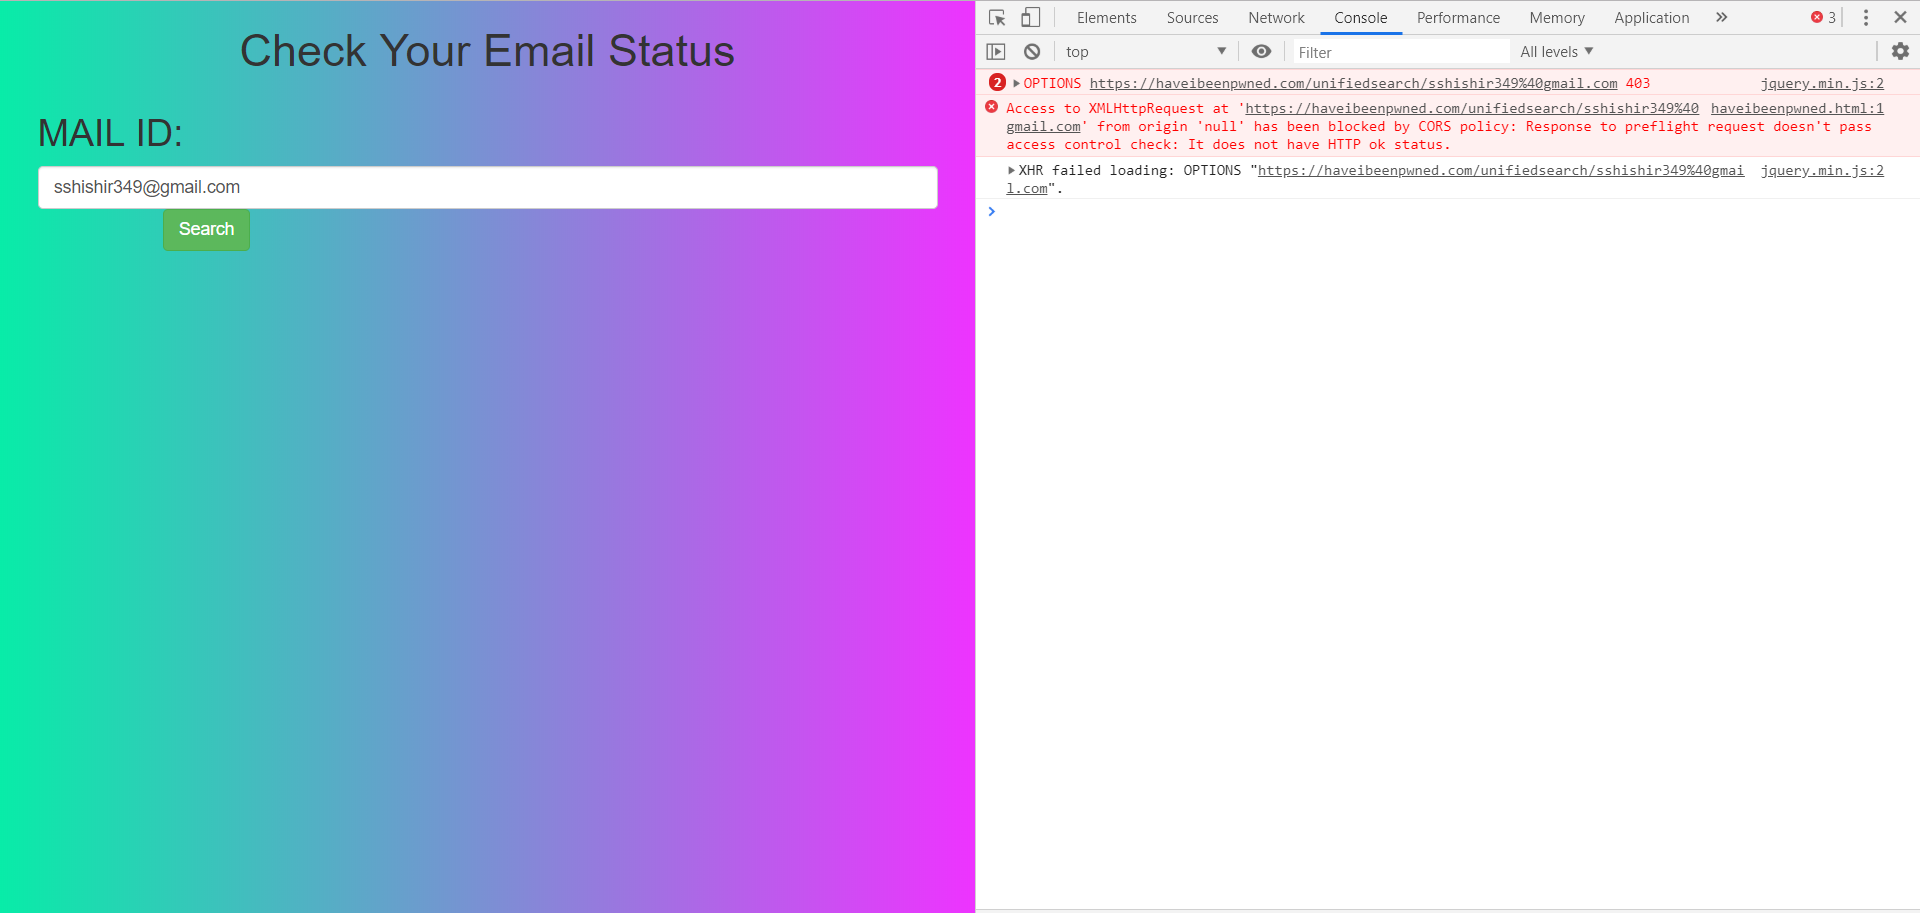 Check Your Email Status
MAIL ID:
sshishir349@gmail.com
Search
Elements Sources Network Console Performance Memory Application » 3
top Filter All levels
2 OPTIONS https://haveibeenpwned.com/unifiedsearch/sshishir349%40gmail.com 403 jquery.min.js:2
Access to XMLHttpRequest at 'https://haveibeenpwned.com/unifiedsearch/sshishir349%40 haveibeenpwned.html:1
gmail.com' from origin 'null' has been blocked by CORS policy: Response to preflight request doesn't pass
access control check: It does not have HTTP ok status.
XHR failed loading: OPTIONS "https://haveibeenpwned.com/unifiedsearch/sshishir349%40gmai jquery.min.js:2
l.com".